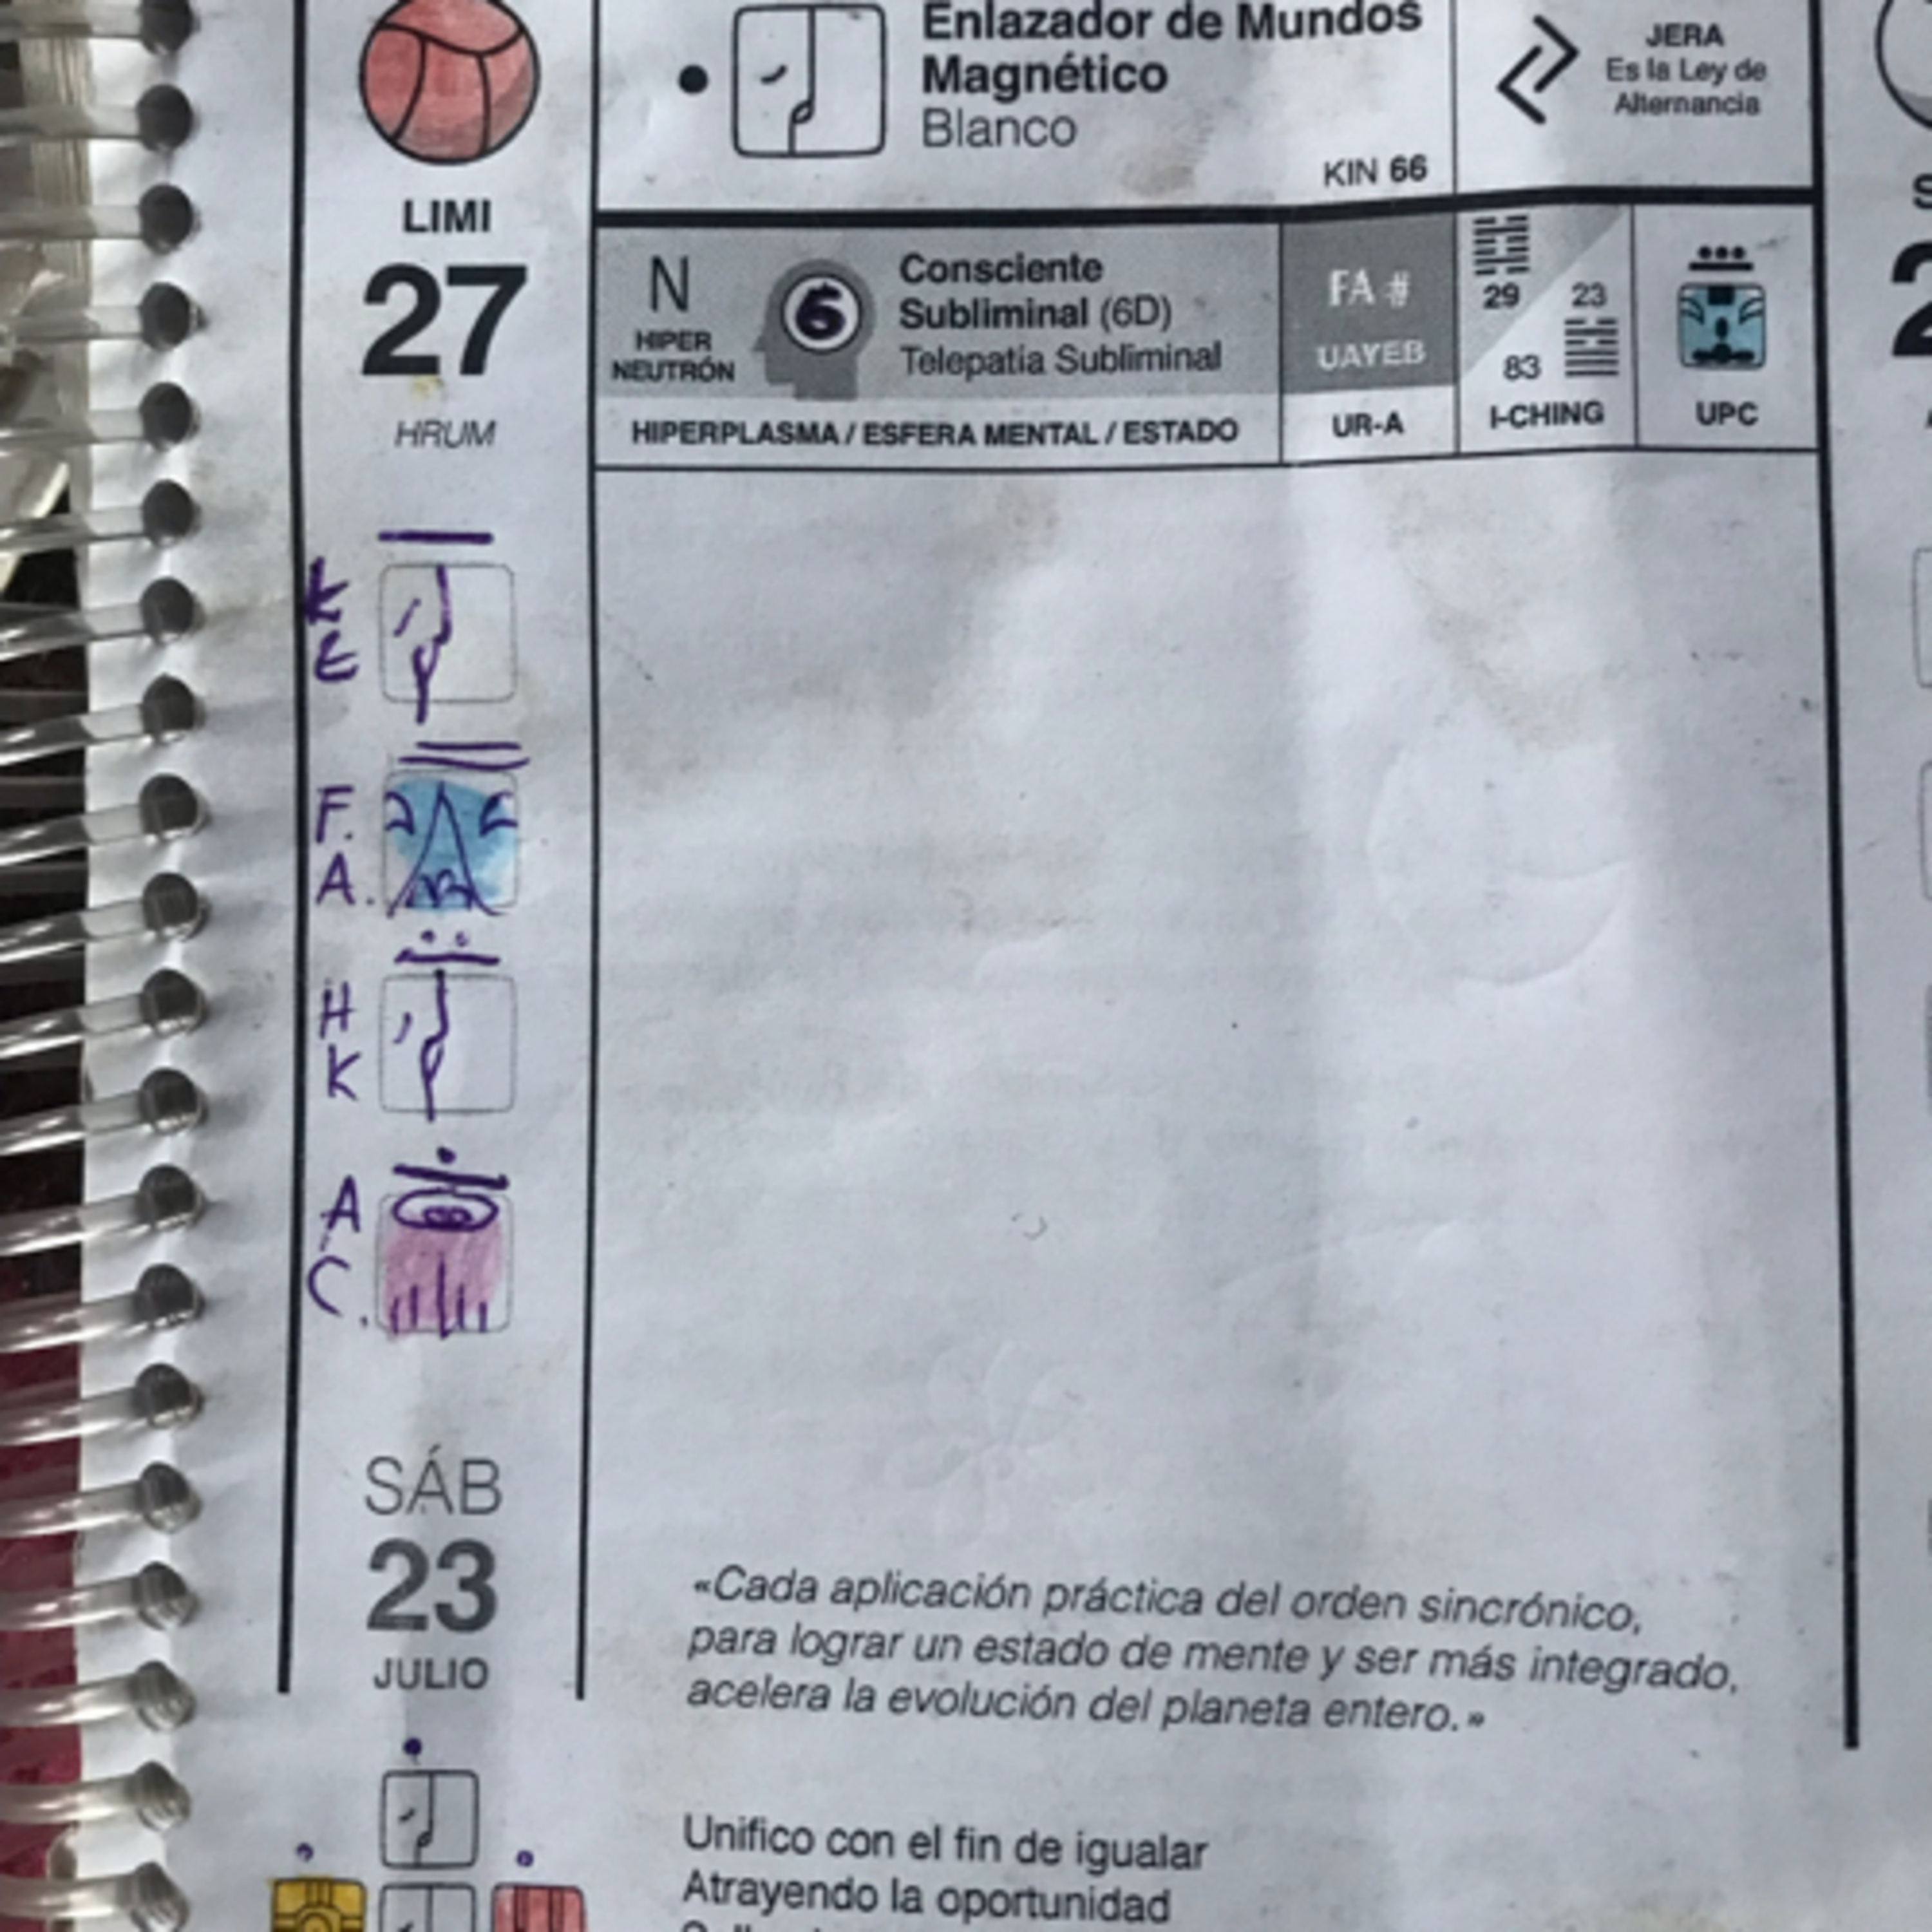 Enlazador de Mundos
Magnético
Blanco
KIN 66
JERA
Es la Ley de
Alternancia
LIMI
27
HRUM
N
HIPER
NEUTRÓN
6
Consciente
Subliminal (6D)
Telepatía Subliminal
HIPERPLASMA / ESFERA MENTAL / ESTADO
FA #
UAYEB
UR-A
29
23
83
I-CHING
UPC
K
E
F.
A.
H
K
A
C.
SÁB
23
JULIO
«Cada aplicación práctica del orden sincrónico,
para lograr un estado de mente y ser más integrado,
acelera la evolución del planeta entero.»
Unifico con el fin de igualar
Atrayendo la oportunidad